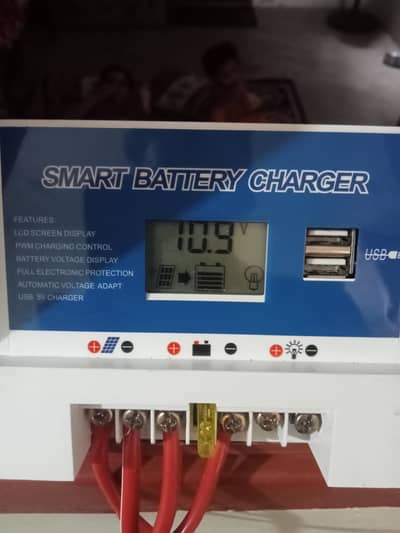 SMART BATTERY CHARGER
FEATURES:
LCD SCREEN DISPLAY
PWM CHARGING CONTROL
BATTERY VOLTAGE DISPLAY
FULL ELECTRONIC PROTECTION
AUTOMATIC VOLTAGE ADAPT
USB 5V CHARGER
10.9 V
USB